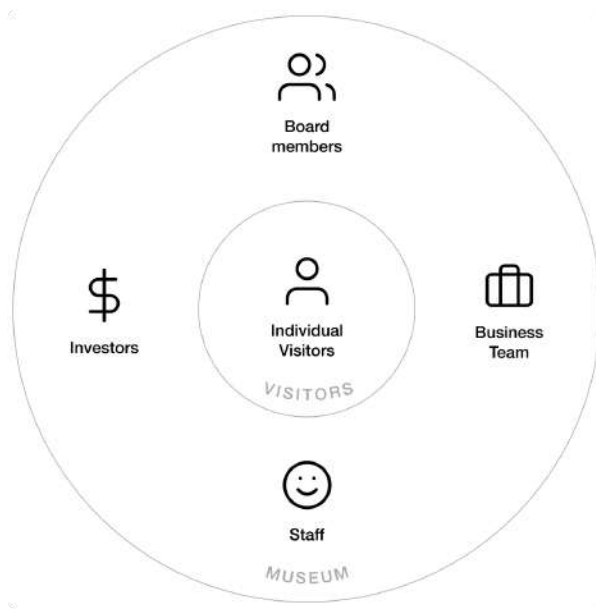 Board
members
Investors
Individual
Visitors
Business
Team
VISITORS
Staff
MUSEUM